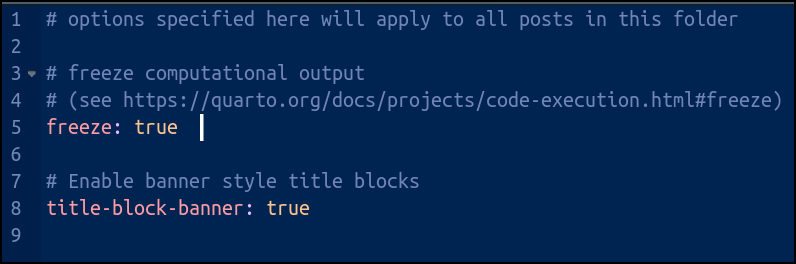 1 # options specified here will apply to all posts in this folder
2
3 # freeze computational output
4 # (see https://quarto.org/docs/projects/code-execution.html#freeze)
5 freeze: true
6
7 # Enable banner style title blocks
8 title-block-banner: true
9